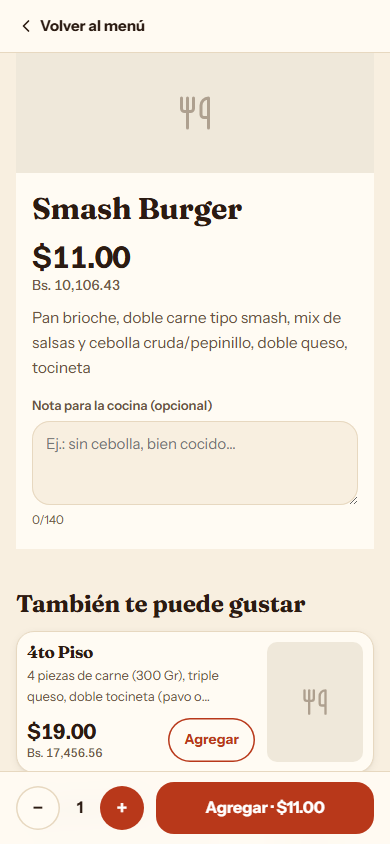 Volver al menú
Smash Burger
$11.00
Bs. 10,106.43
Pan brioche, doble carne tipo smash, mix de
salsas y cebolla cruda/pepinillo, doble queso,
tocineta
Nota para la cocina (opcional)
Ej.: sin cebolla, bien cocido...
0/140
También te puede gustar
4to Piso
4 piezas de carne (300 Gr), triple
queso, doble tocineta (pavo o...
$19.00
Bs. 17,456.56
Agregar
− 1 +
Agregar · $11.00